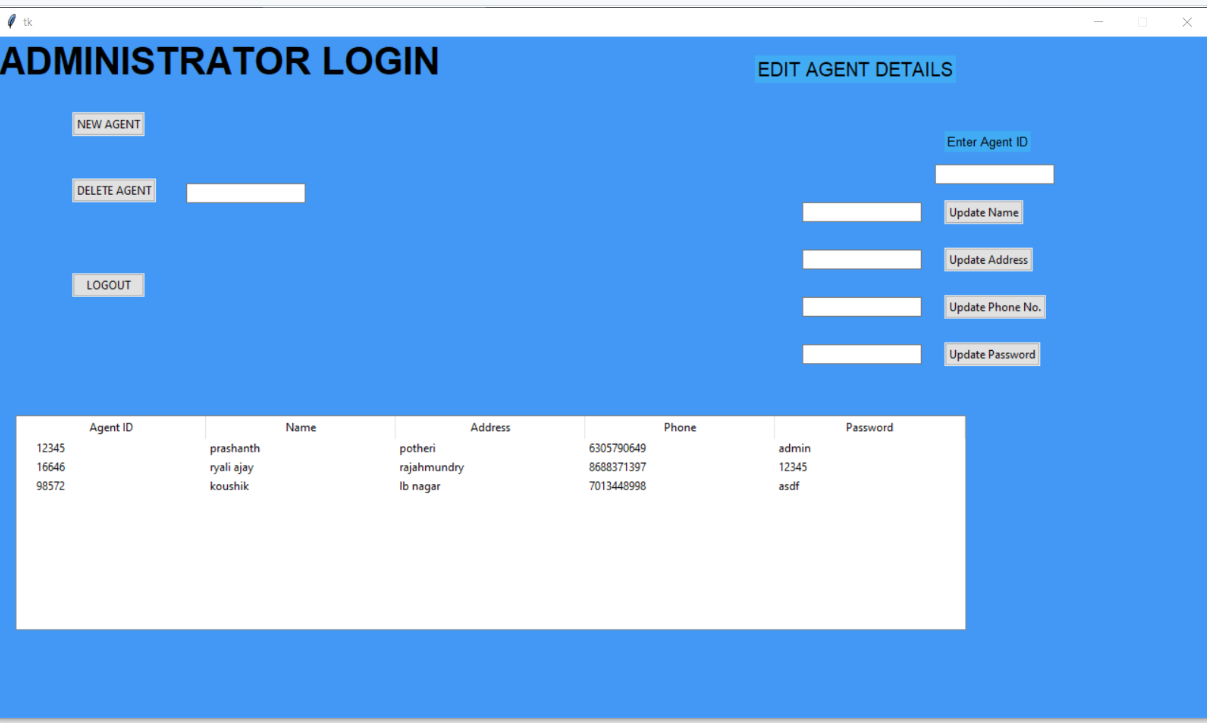 tk
ADMINISTRATOR LOGIN
EDIT AGENT DETAILS
NEW AGENT
Enter Agent ID
DELETE AGENT
Update Name
Update Address
LOGOUT
Update Phone No.
Update Password
Agent ID Name Address Phone Password
12345 prashanth potheri 6305790649 admin
16646 ryali ajay rajahmundry 8688371397 12345
98572 koushik lb nagar 7013448998 asdf